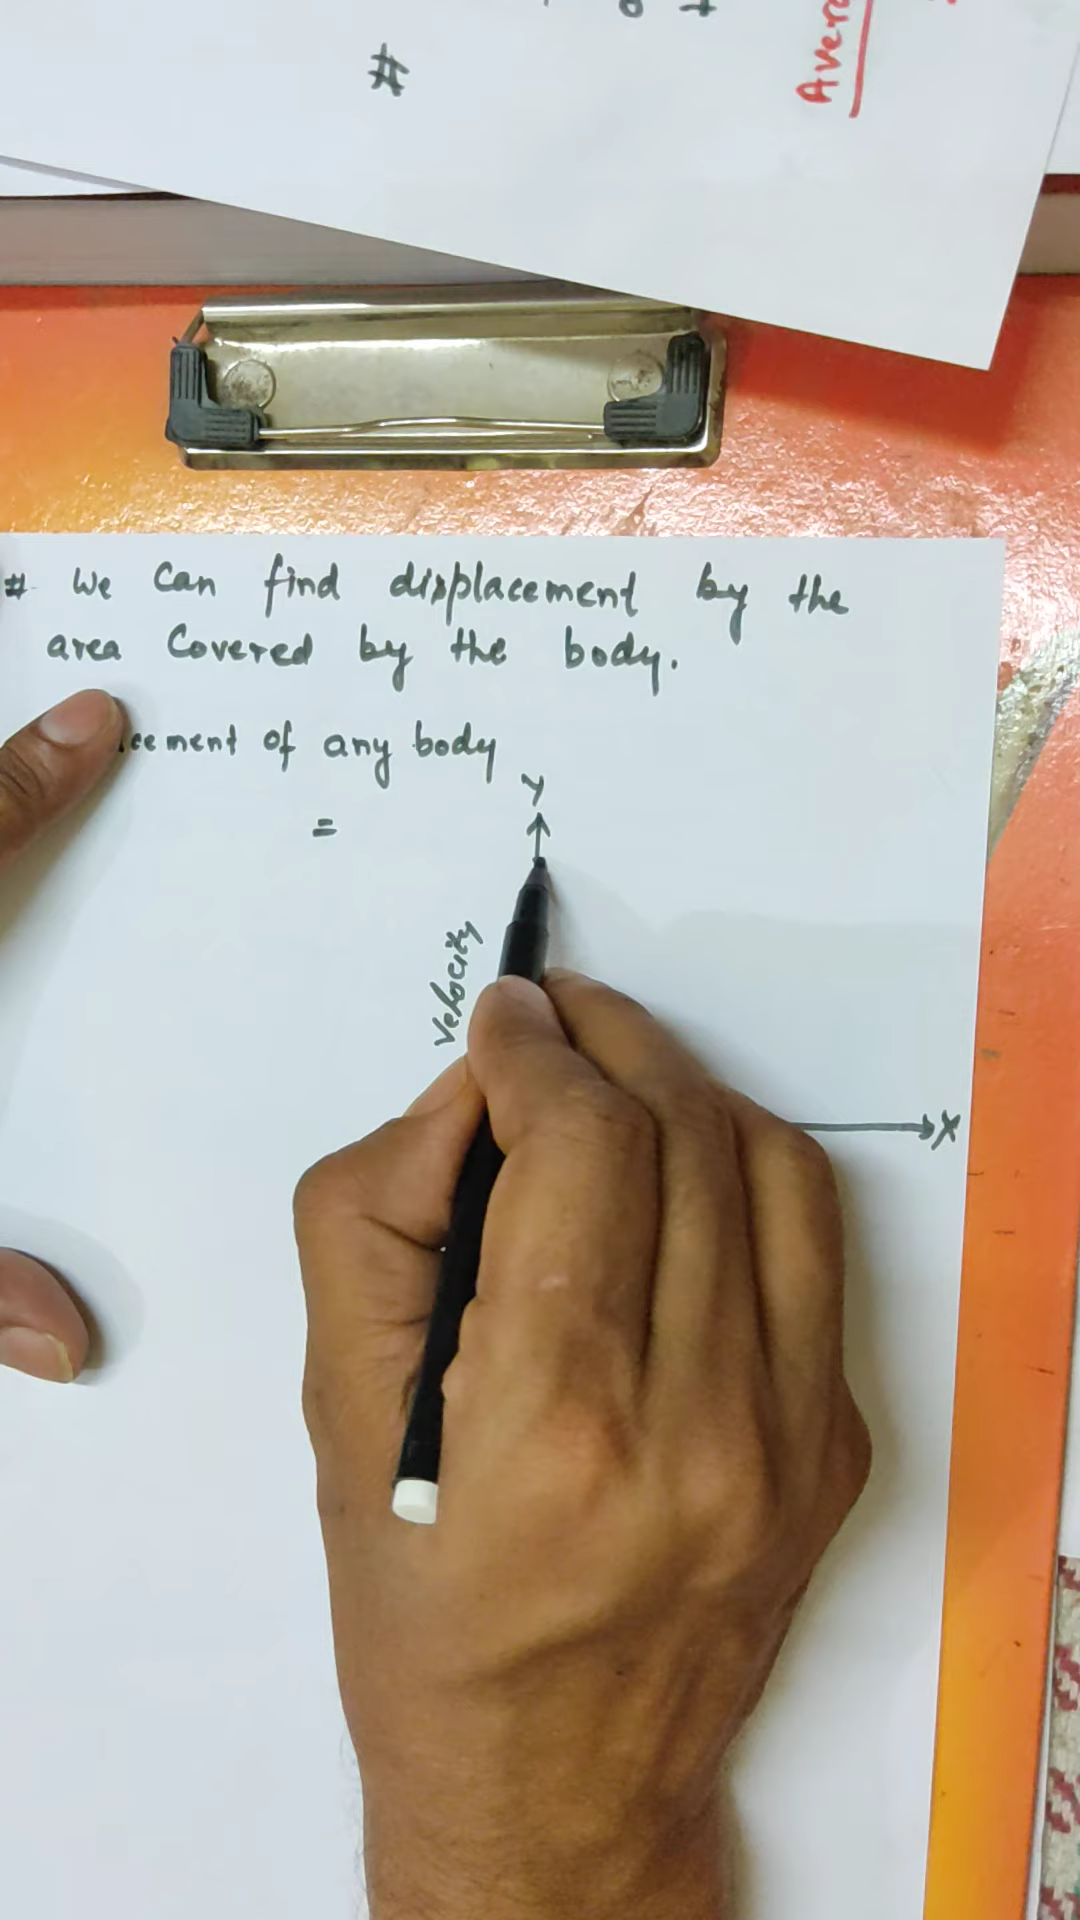 #
# We can find displacement by the
area covered by the body.
of any body
=
Y
Velocity
X